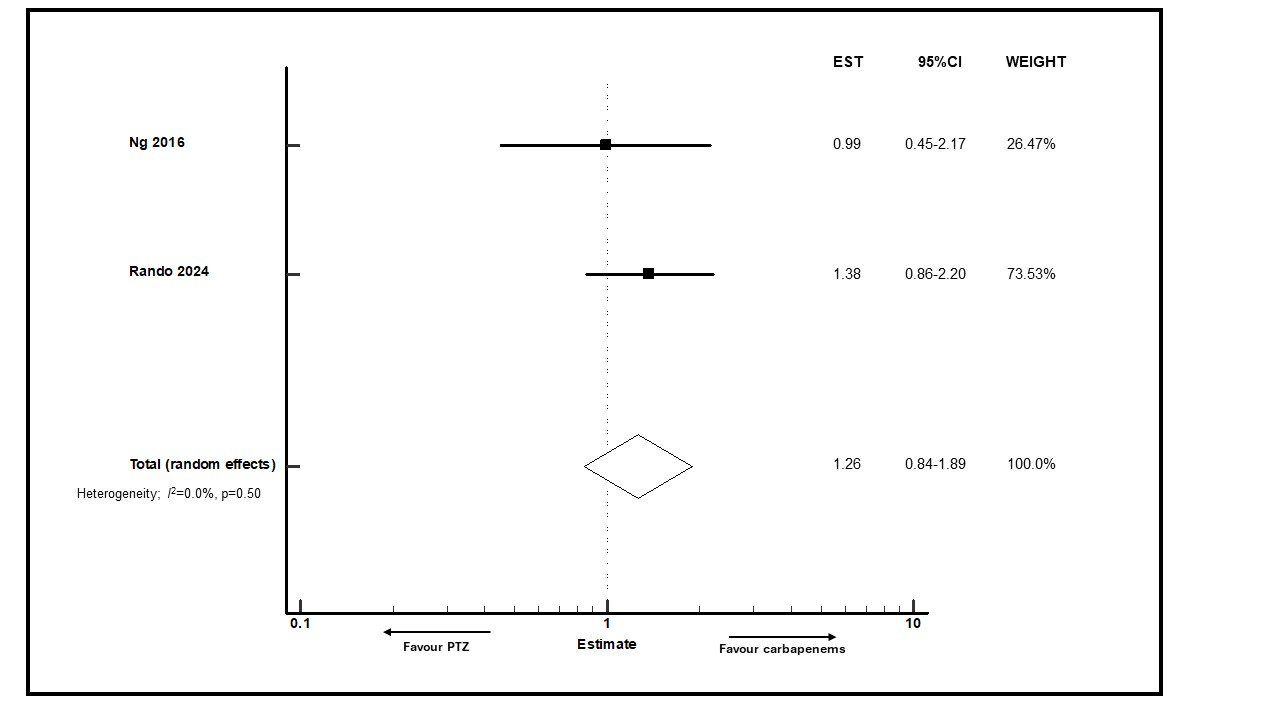 EST 95%CI WEIGHT
Ng 2016 0.99 0.45-2.17 26.47%
Rando 2024 1.38 0.86-2.20 73.53%
Total (random effects) 1.26 0.84-1.89 100.0%
Heterogeneity; I²=0.0%, p=0.50
0.1 1 10
Favour PTZ Estimate Favour carbapenems